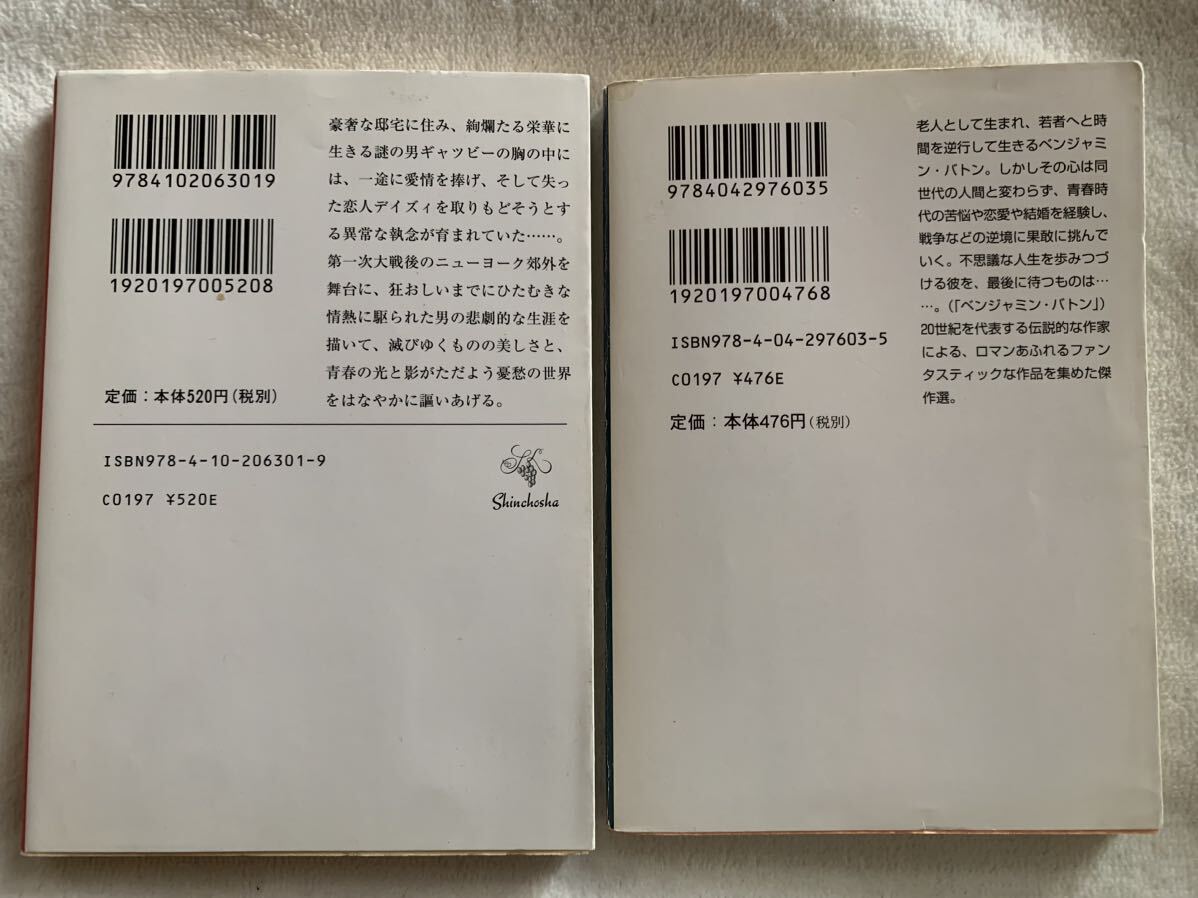 9784102063019
1920197005208
定価：本体520円（税別）
豪奢な邸宅に住み、絢爛たる栄華に
生きる謎の男ギャツビーの胸の中に
は、一途に愛情を捧げ、そして失っ
た恋人デイズィを取りもどそうとす
る異常な執念が育まれていた……。
第一次大戦後のニューヨーク郊外を
舞台に、狂おしいまでにひたむきな
情熱に駆られた男の悲劇的な生涯を
描いて、滅びゆくものの美しさと、
青春の光と影がただよう憂愁の世界
をはなやかに謳いあげる。
ISBN978-4-10-206301-9
C0197 ¥520E
Shinchosha
9784042976035
1920197004768
ISBN978-4-04-297603-5
C0197 ¥476E
定価：本体476円（税別）
老人として生まれ、若者へと時
間を逆行して生きるベンジャミ
ン・バトン。しかしその心は同
世代の人間と変わらず、青春時
代の苦悩や恋愛や結婚を経験し、
戦争などの逆境に果敢に挑んで
いく。不思議な人生を歩みつづ
ける彼を、最後に待つものは…
…。（「ベンジャミン・バトン」）
20世紀を代表する伝説的な作家
による、ロマンあふれるファン
タスティックな作品を集めた傑
作選。